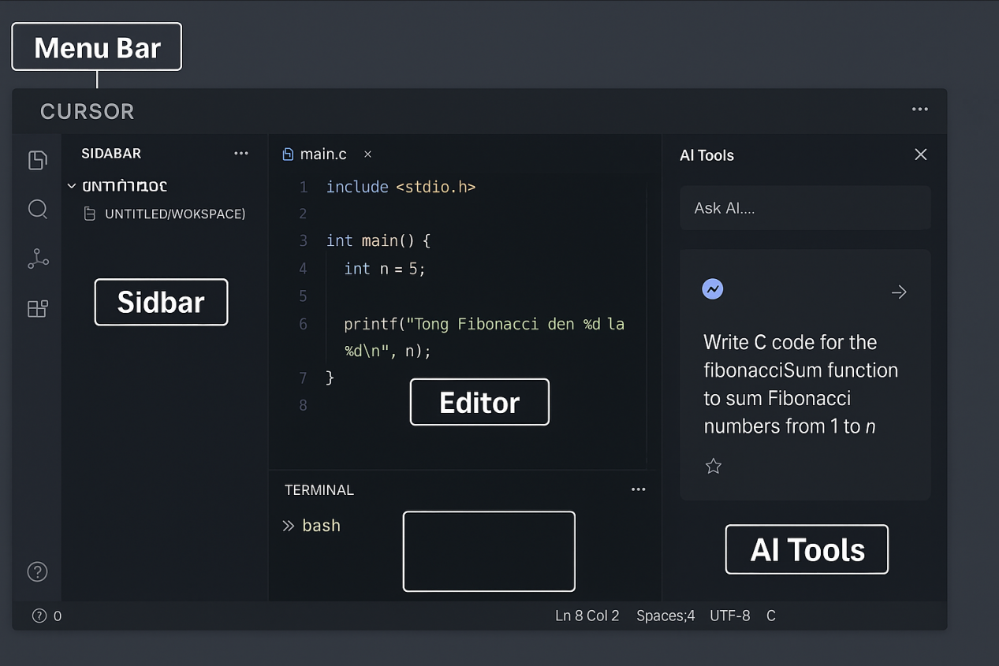 Menu Bar
CURSOR
SIDABAR
UNTITLED/WOKSPACE)
Sidbar
main.c
1 include <stdio.h>
2
3 int main() {
4 int n = 5;
5
6 printf("Tong Fibonacci den %d la
%d\n", n);
7 }
8
Editor
TERMINAL
bash
AI Tools
Ask AI....
Write C code for the
fibonacciSum function
to sum Fibonacci
numbers from 1 to n
AI Tools
0
Ln 8 Col 2 Spaces;4 UTF-8 C